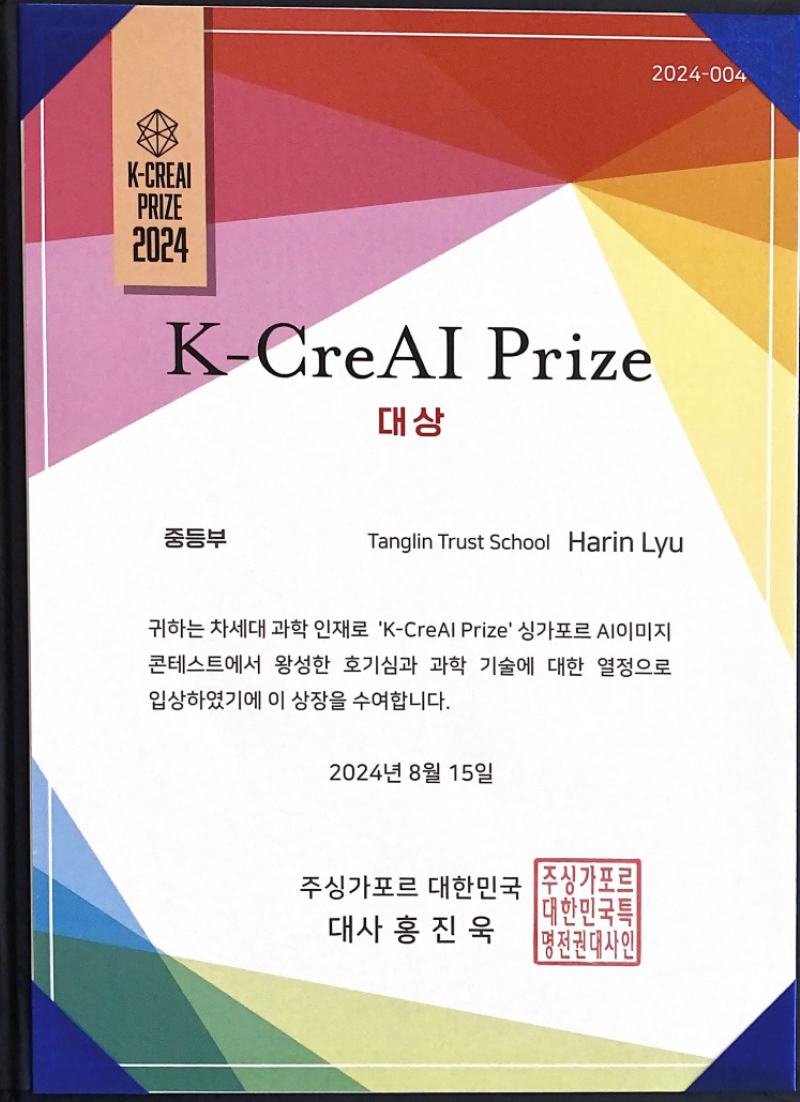 2024-004
K-CREAI
PRIZE
2024
K-CreAI Prize
대상
중등부 Tanglin Trust School Harin Lyu
귀하는 차세대 과학 인재로 'K-CreAI Prize' 싱가포르 AI이미지
콘테스트에서 왕성한 호기심과 과학 기술에 대한 열정으로
입상하였기에 이 상장을 수여합니다.
2024년 8월 15일
주싱가포르 대한민국
대사 홍진욱
주싱가포르
대한민국특
명전권대사인